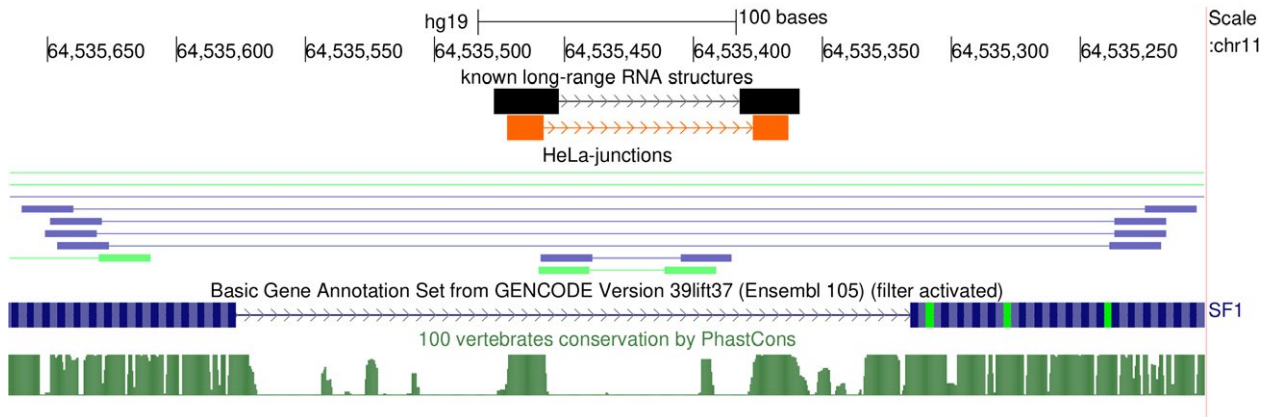 hg19 100 bases Scale
64,535,650 64,535,600 64,535,550 64,535,500 64,535,450 64,535,400 64,535,350 64,535,300 64,535,250 :chr11
known long-range RNA structures
HeLa-junctions
Basic Gene Annotation Set from GENCODE Version 39lift37 (Ensembl 105) (filter activated)
SF1
100 vertebrates conservation by PhastCons